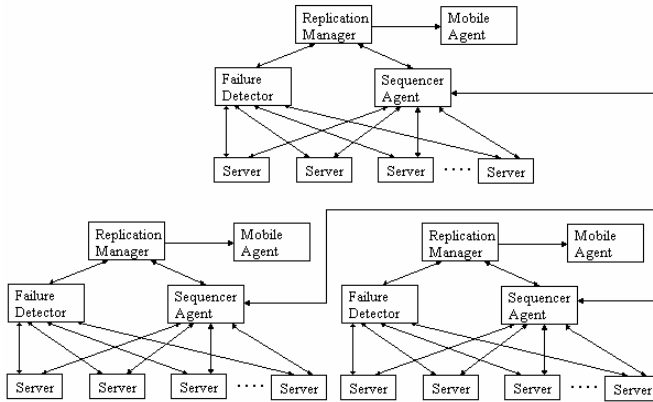 Replication
Manager
Mobile
Agent
Failure
Detector
Sequencer
Agent
Server
Server
Server
....
Server
Replication
Manager
Mobile
Agent
Failure
Detector
Sequencer
Agent
Server
Server
Server
....
Server
Replication
Manager
Mobile
Agent
Failure
Detector
Sequencer
Agent
Server
Server
Server
....
Server